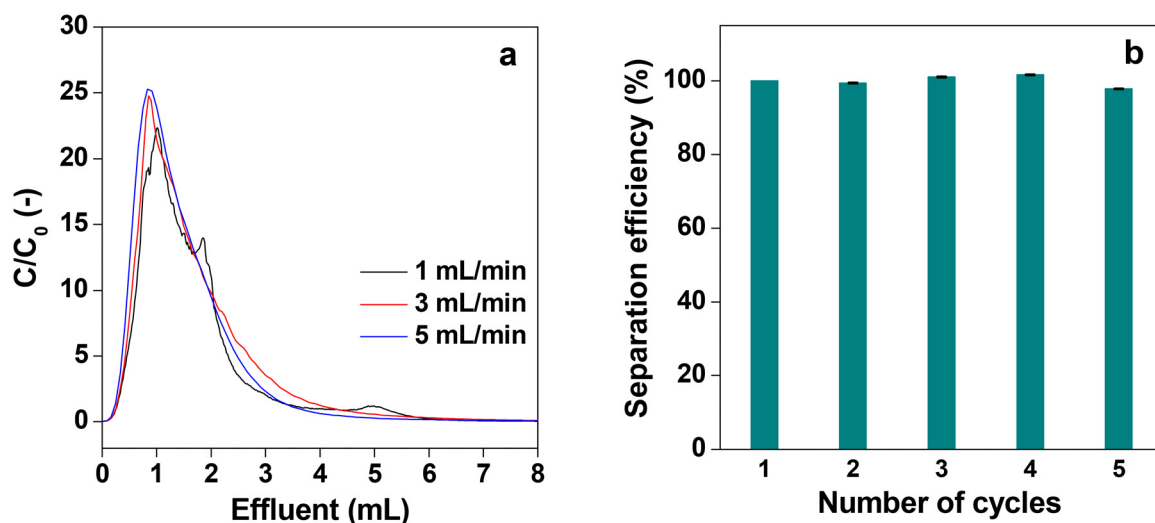 a
C/C0 (-)
30
25
20
15
10
5
0
1 mL/min
3 mL/min
5 mL/min
0 1 2 3 4 5 6 7 8
Effluent (mL)
b
Separation efficiency (%)
100
80
60
40
20
0
1 2 3 4 5
Number of cycles